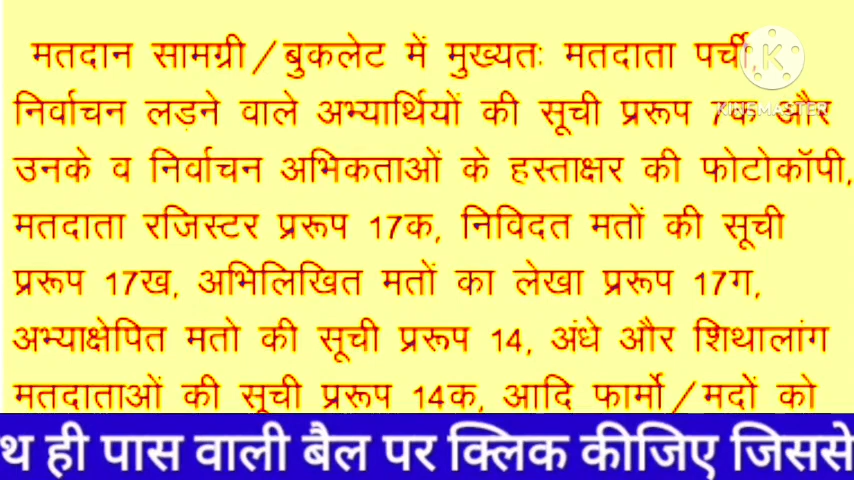 मतदान सामग्री/बुकलेट में मुख्यतः मतदाता पर्ची,
निर्वाचन लड़ने वाले अभ्यार्थियों की सूची प्ररूप 7क और
उनके व निर्वाचन अभिकताओं के हस्ताक्षर की फोटोकॉपी,
मतदाता रजिस्टर प्ररूप 17क, निविदत मतों की सूची
प्ररूप 17ख, अभिलिखित मतों का लेखा प्ररूप 17ग,
अभ्याक्षेपित मतो की सूची प्ररूप 14, अंधे और शिथालांग
मतदाताओं की सूची प्ररूप 14क, आदि फार्मो/मदों को
थ ही पास वाली बैल पर क्लिक कीजिए जिससे
K
KINEMASTER